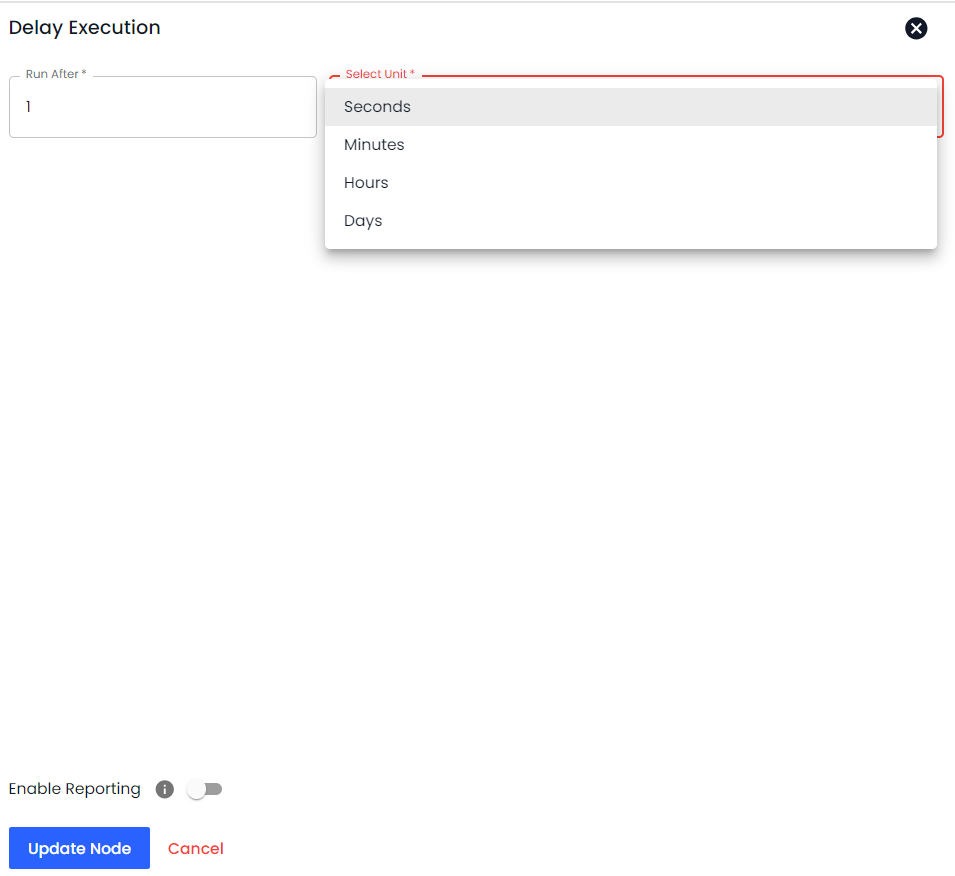 Delay Execution
Run After *
Select Unit *
1
Seconds
Minutes
Hours
Days
Enable Reporting
Update Node
Cancel